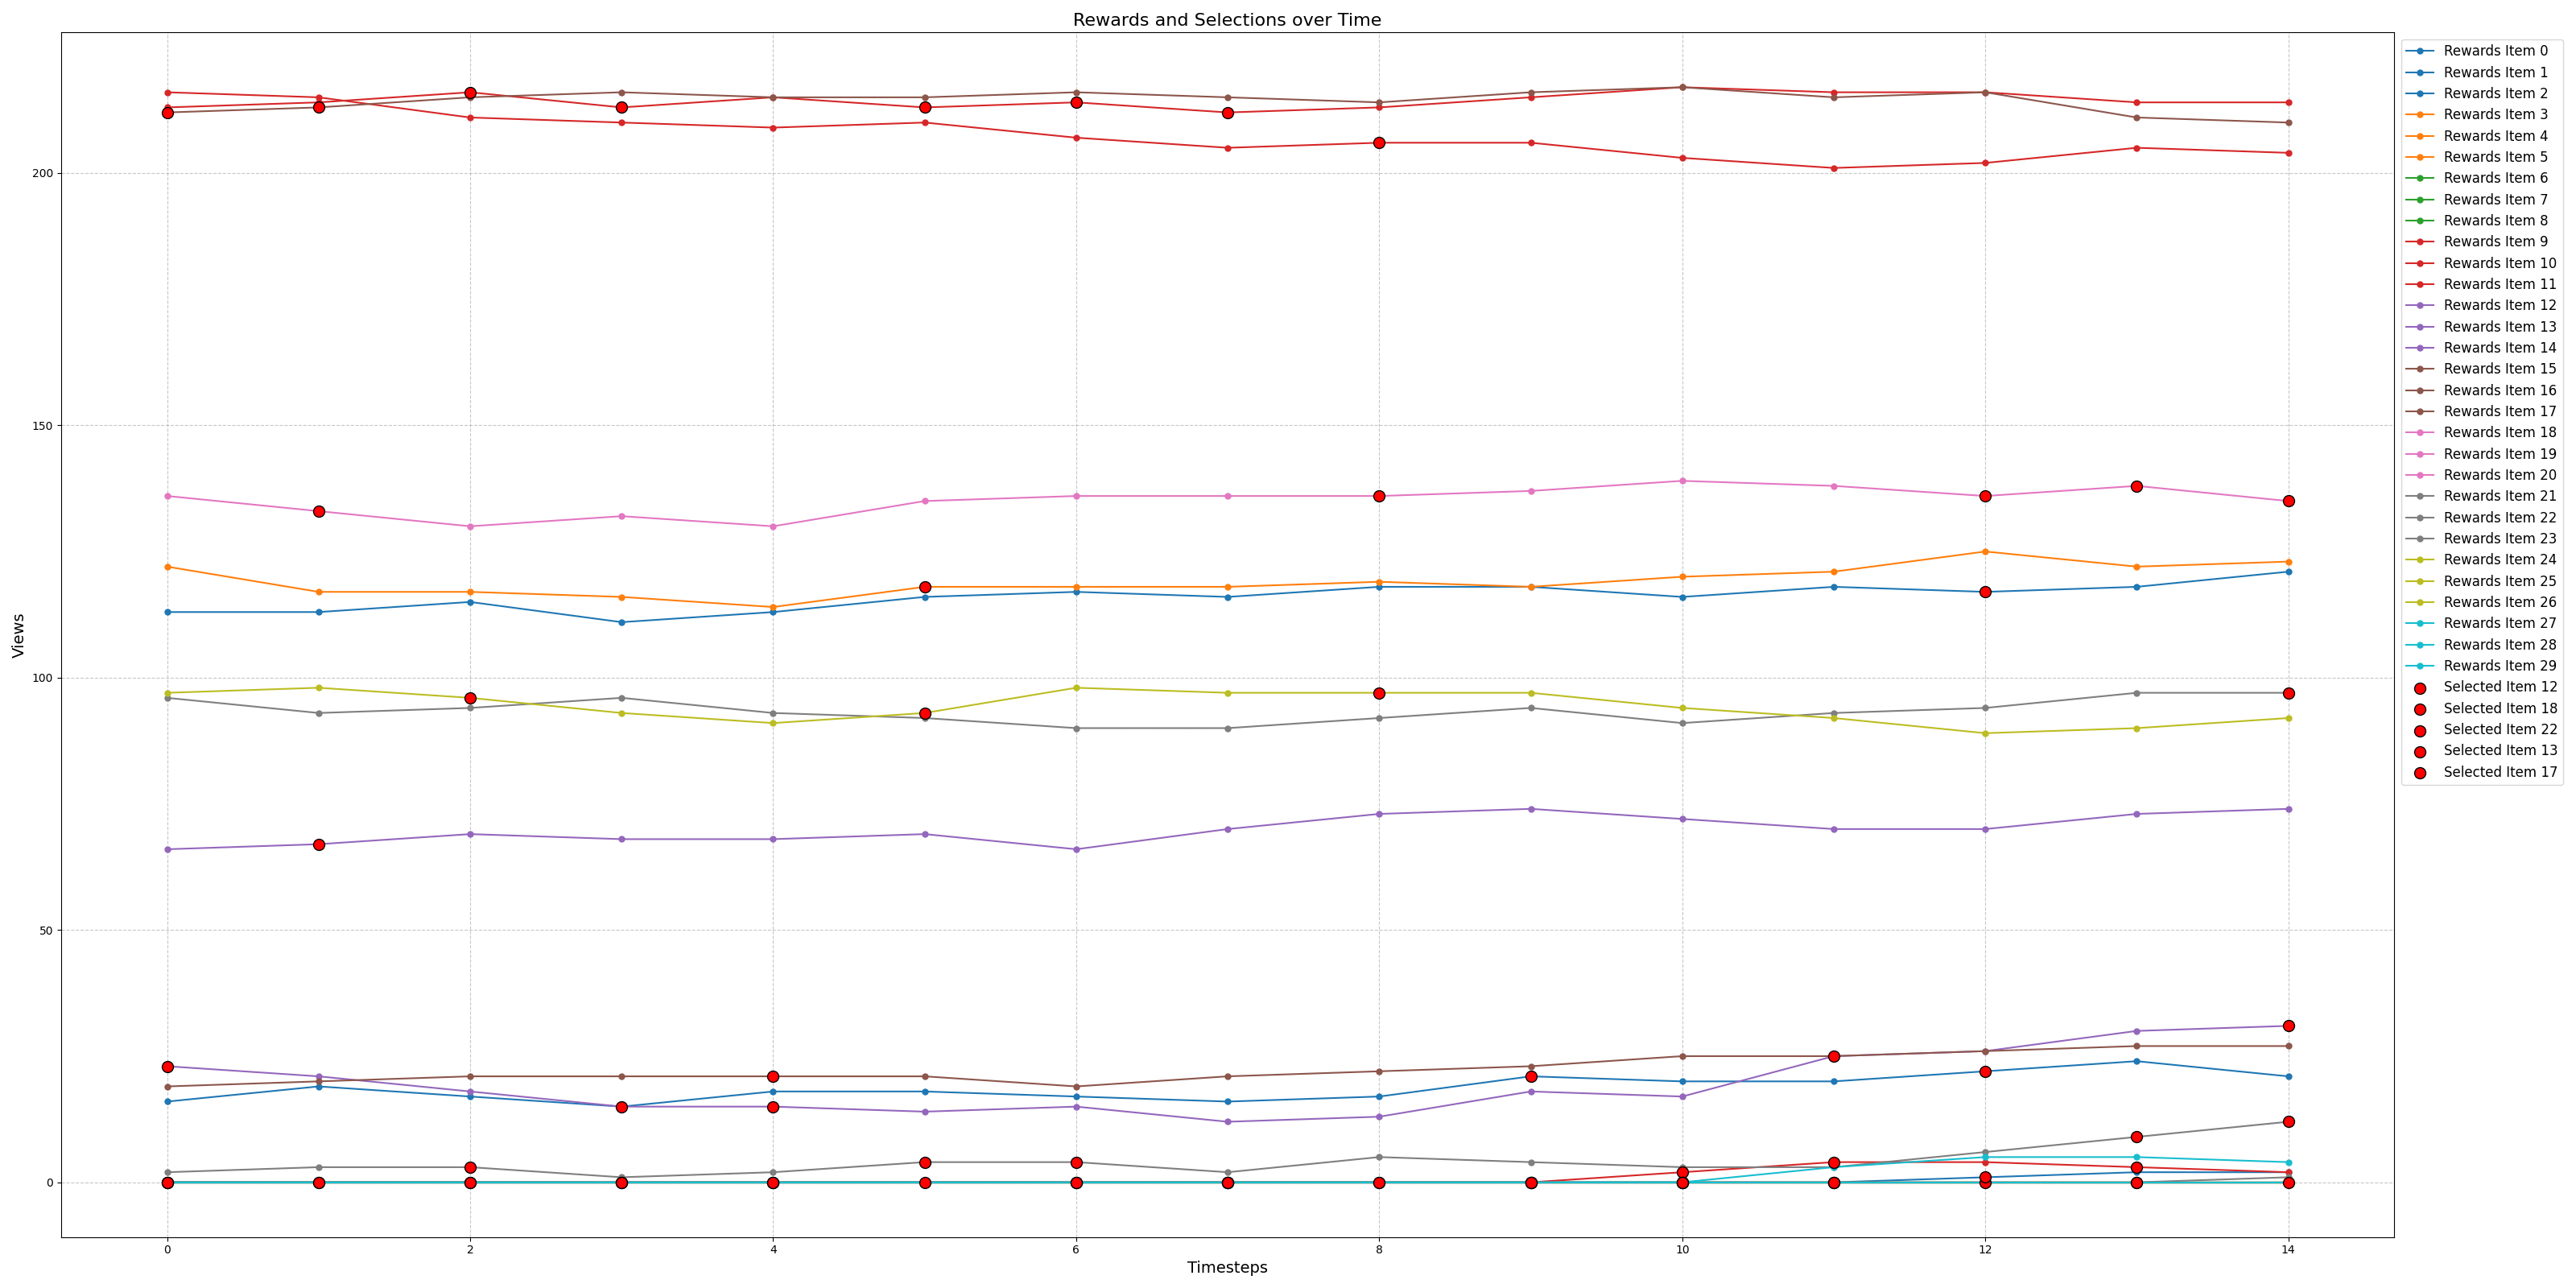 Rewards and Selections over Time
Views
200
150
100
50
0
0
2
4
6
8
10
12
14
Timesteps
Rewards Item 0
Rewards Item 1
Rewards Item 2
Rewards Item 3
Rewards Item 4
Rewards Item 5
Rewards Item 6
Rewards Item 7
Rewards Item 8
Rewards Item 9
Rewards Item 10
Rewards Item 11
Rewards Item 12
Rewards Item 13
Rewards Item 14
Rewards Item 15
Rewards Item 16
Rewards Item 17
Rewards Item 18
Rewards Item 19
Rewards Item 20
Rewards Item 21
Rewards Item 22
Rewards Item 23
Rewards Item 24
Rewards Item 25
Rewards Item 26
Rewards Item 27
Rewards Item 28
Rewards Item 29
Selected Item 12
Selected Item 18
Selected Item 22
Selected Item 13
Selected Item 17